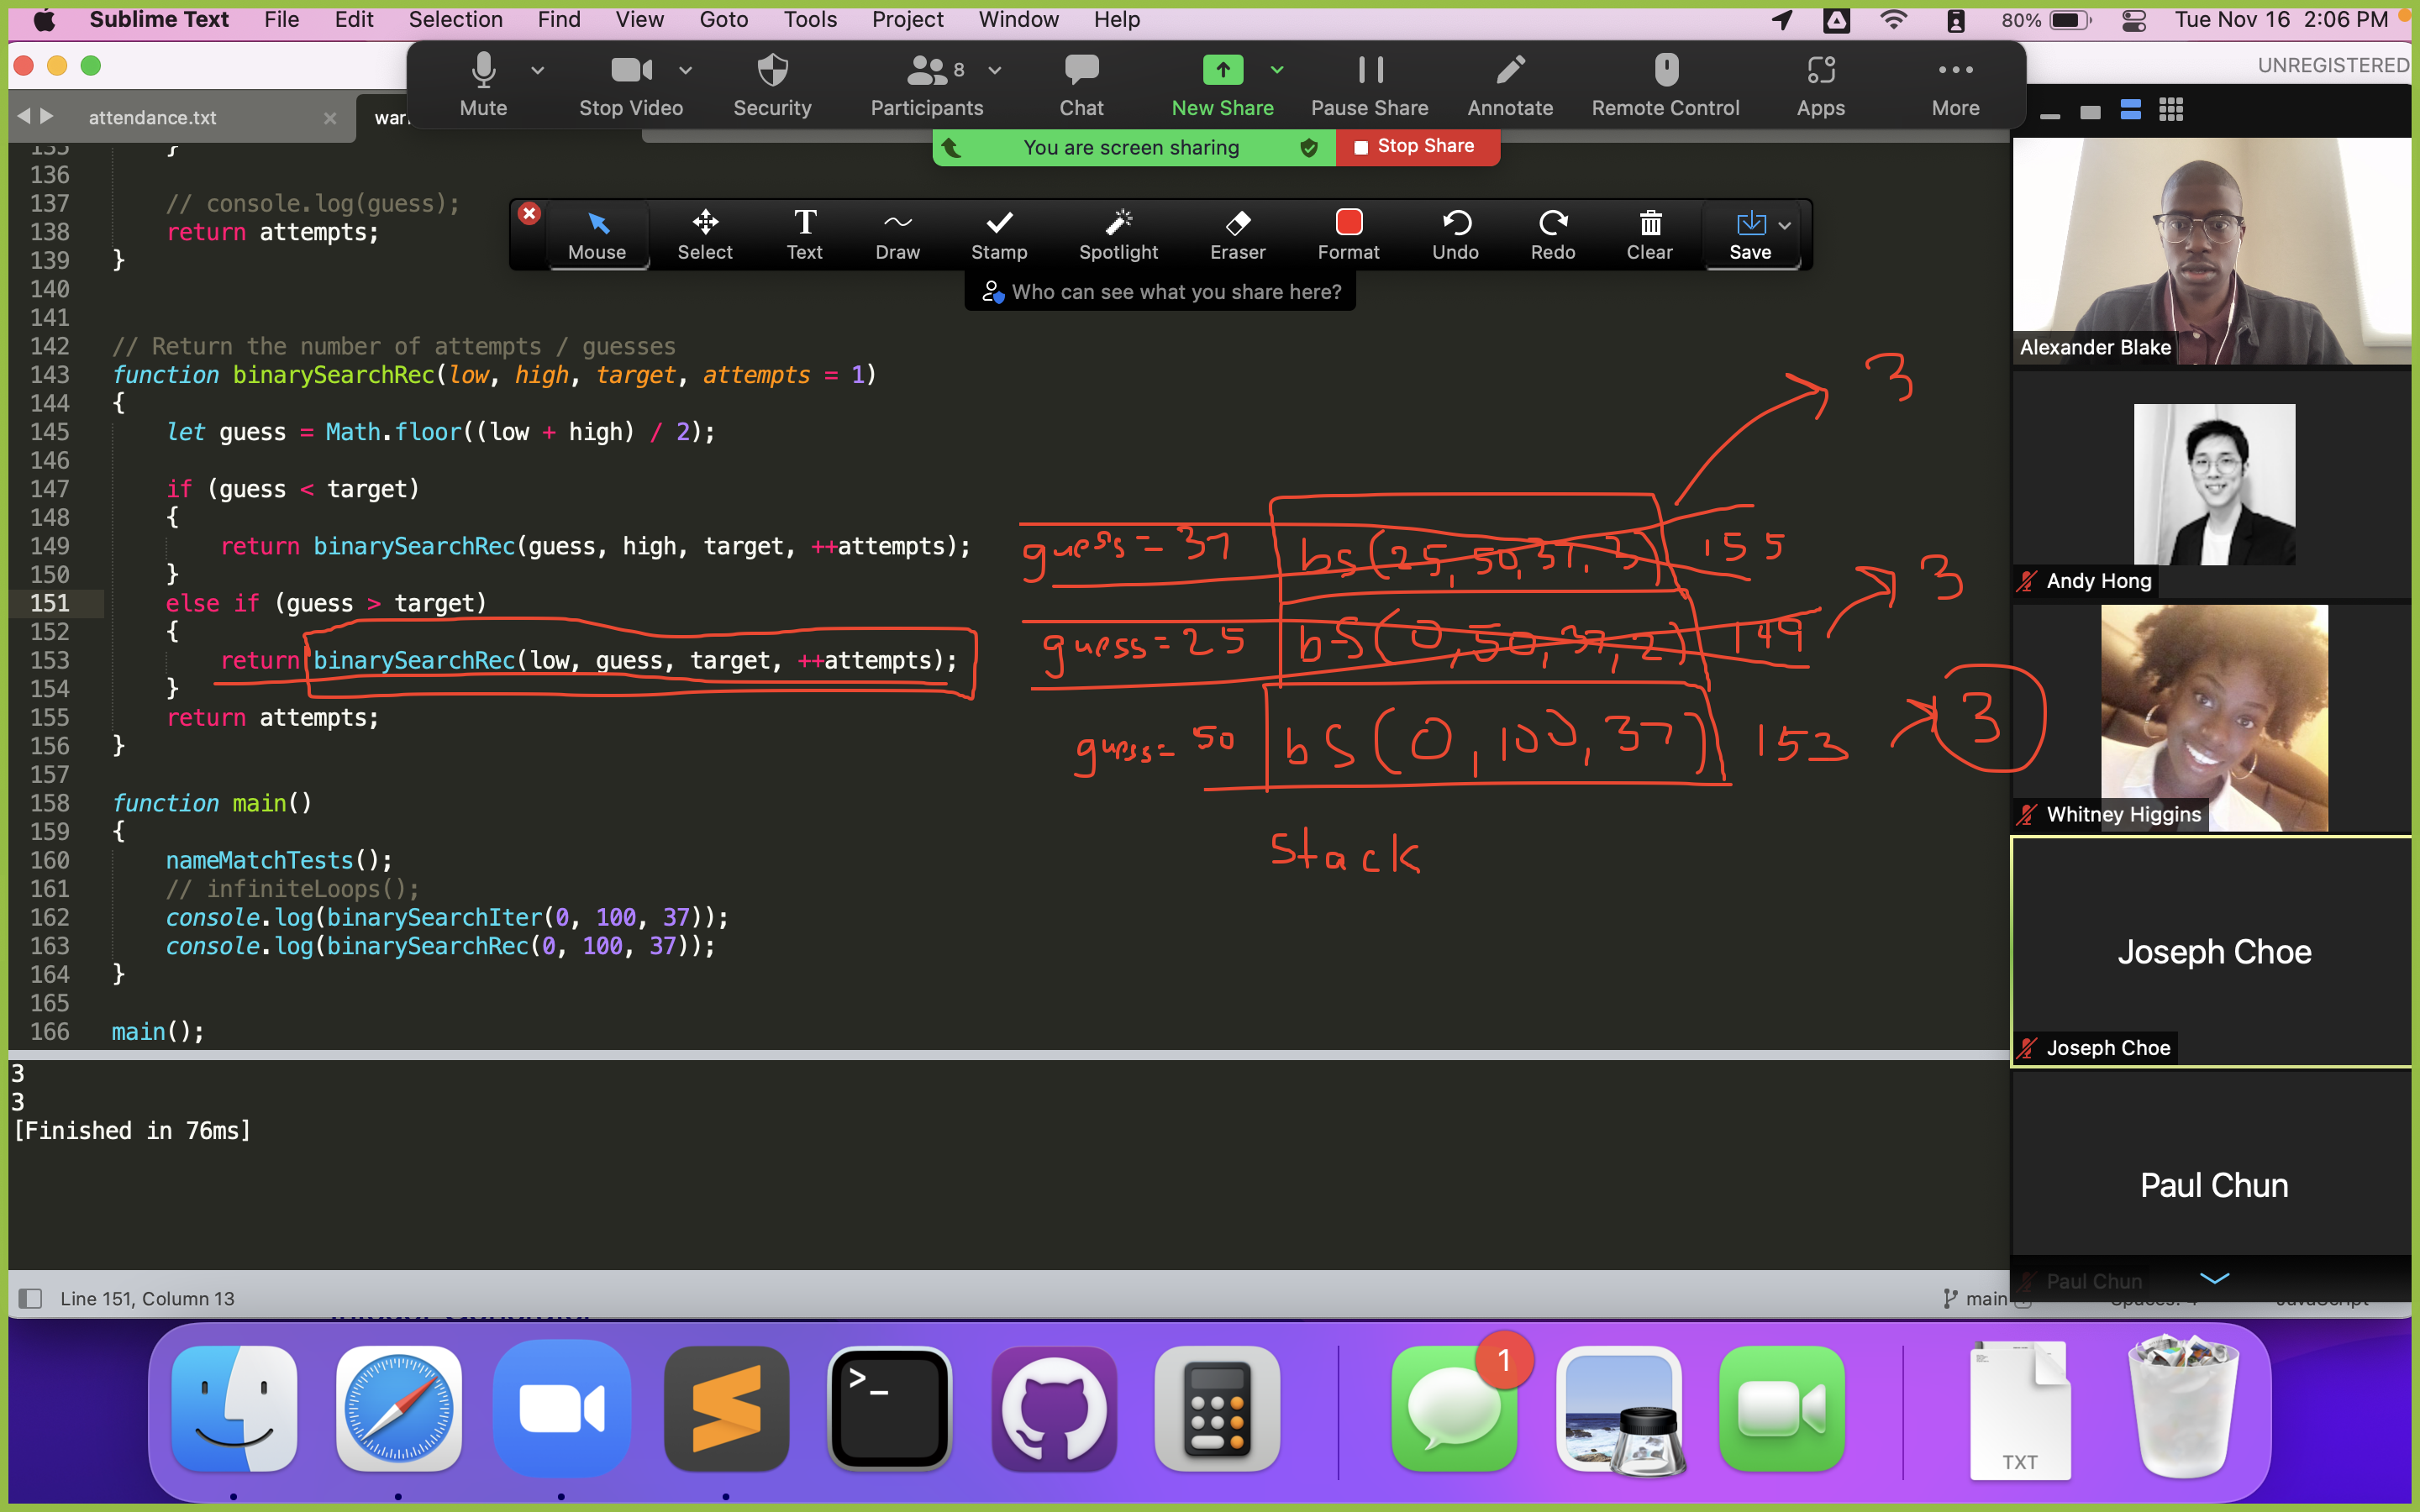 Sublime Text File Edit Selection Find View Goto Tools Project Window Help 80% Tue Nov 16 2:06 PM
UNREGISTERED
Mute Stop Video Security Participants 8 Chat New Share Pause Share Annotate Remote Control Apps More
attendance.txt × war
You are screen sharing Stop Share
Mouse Select Text Draw Stamp Spotlight Eraser Format Undo Redo Clear Save
Who can see what you share here?
135 }
136
137 // console.log(guess);
138 return attempts;
139 }
140
141
142 // Return the number of attempts / guesses
143 function binarySearchRec(low, high, target, attempts = 1)
144 {
145 let guess = Math.floor((low + high) / 2);
146
147 if (guess < target)
148 {
149 return binarySearchRec(guess, high, target, ++attempts);
150 }
151 else if (guess > target)
152 {
153 return binarySearchRec(low, guess, target, ++attempts);
154 }
155 return attempts;
156 }
157
158 function main()
159 {
160 nameMatchTests();
161 // infiniteLoops();
162 console.log(binarySearchIter(0, 100, 37));
163 console.log(binarySearchRec(0, 100, 37));
164 }
165
166 main();
3
guess = 37 bs(25, 50, 37, 3) 155
3
guess = 25 bs(0, 50, 37, 2) 149
3
guess = 50 bs(0, 100, 37) 153
Stack
Alexander Blake
Andy Hong
Whitney Higgins
Joseph Choe
Joseph Choe
Paul Chun
Paul Chun
3
3
[Finished in 76ms]
Line 151, Column 13 main
1
>_
TXT